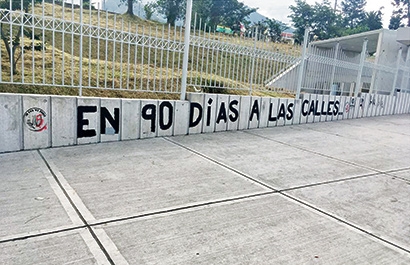 EN 90 DÍAS A LAS CALLES...